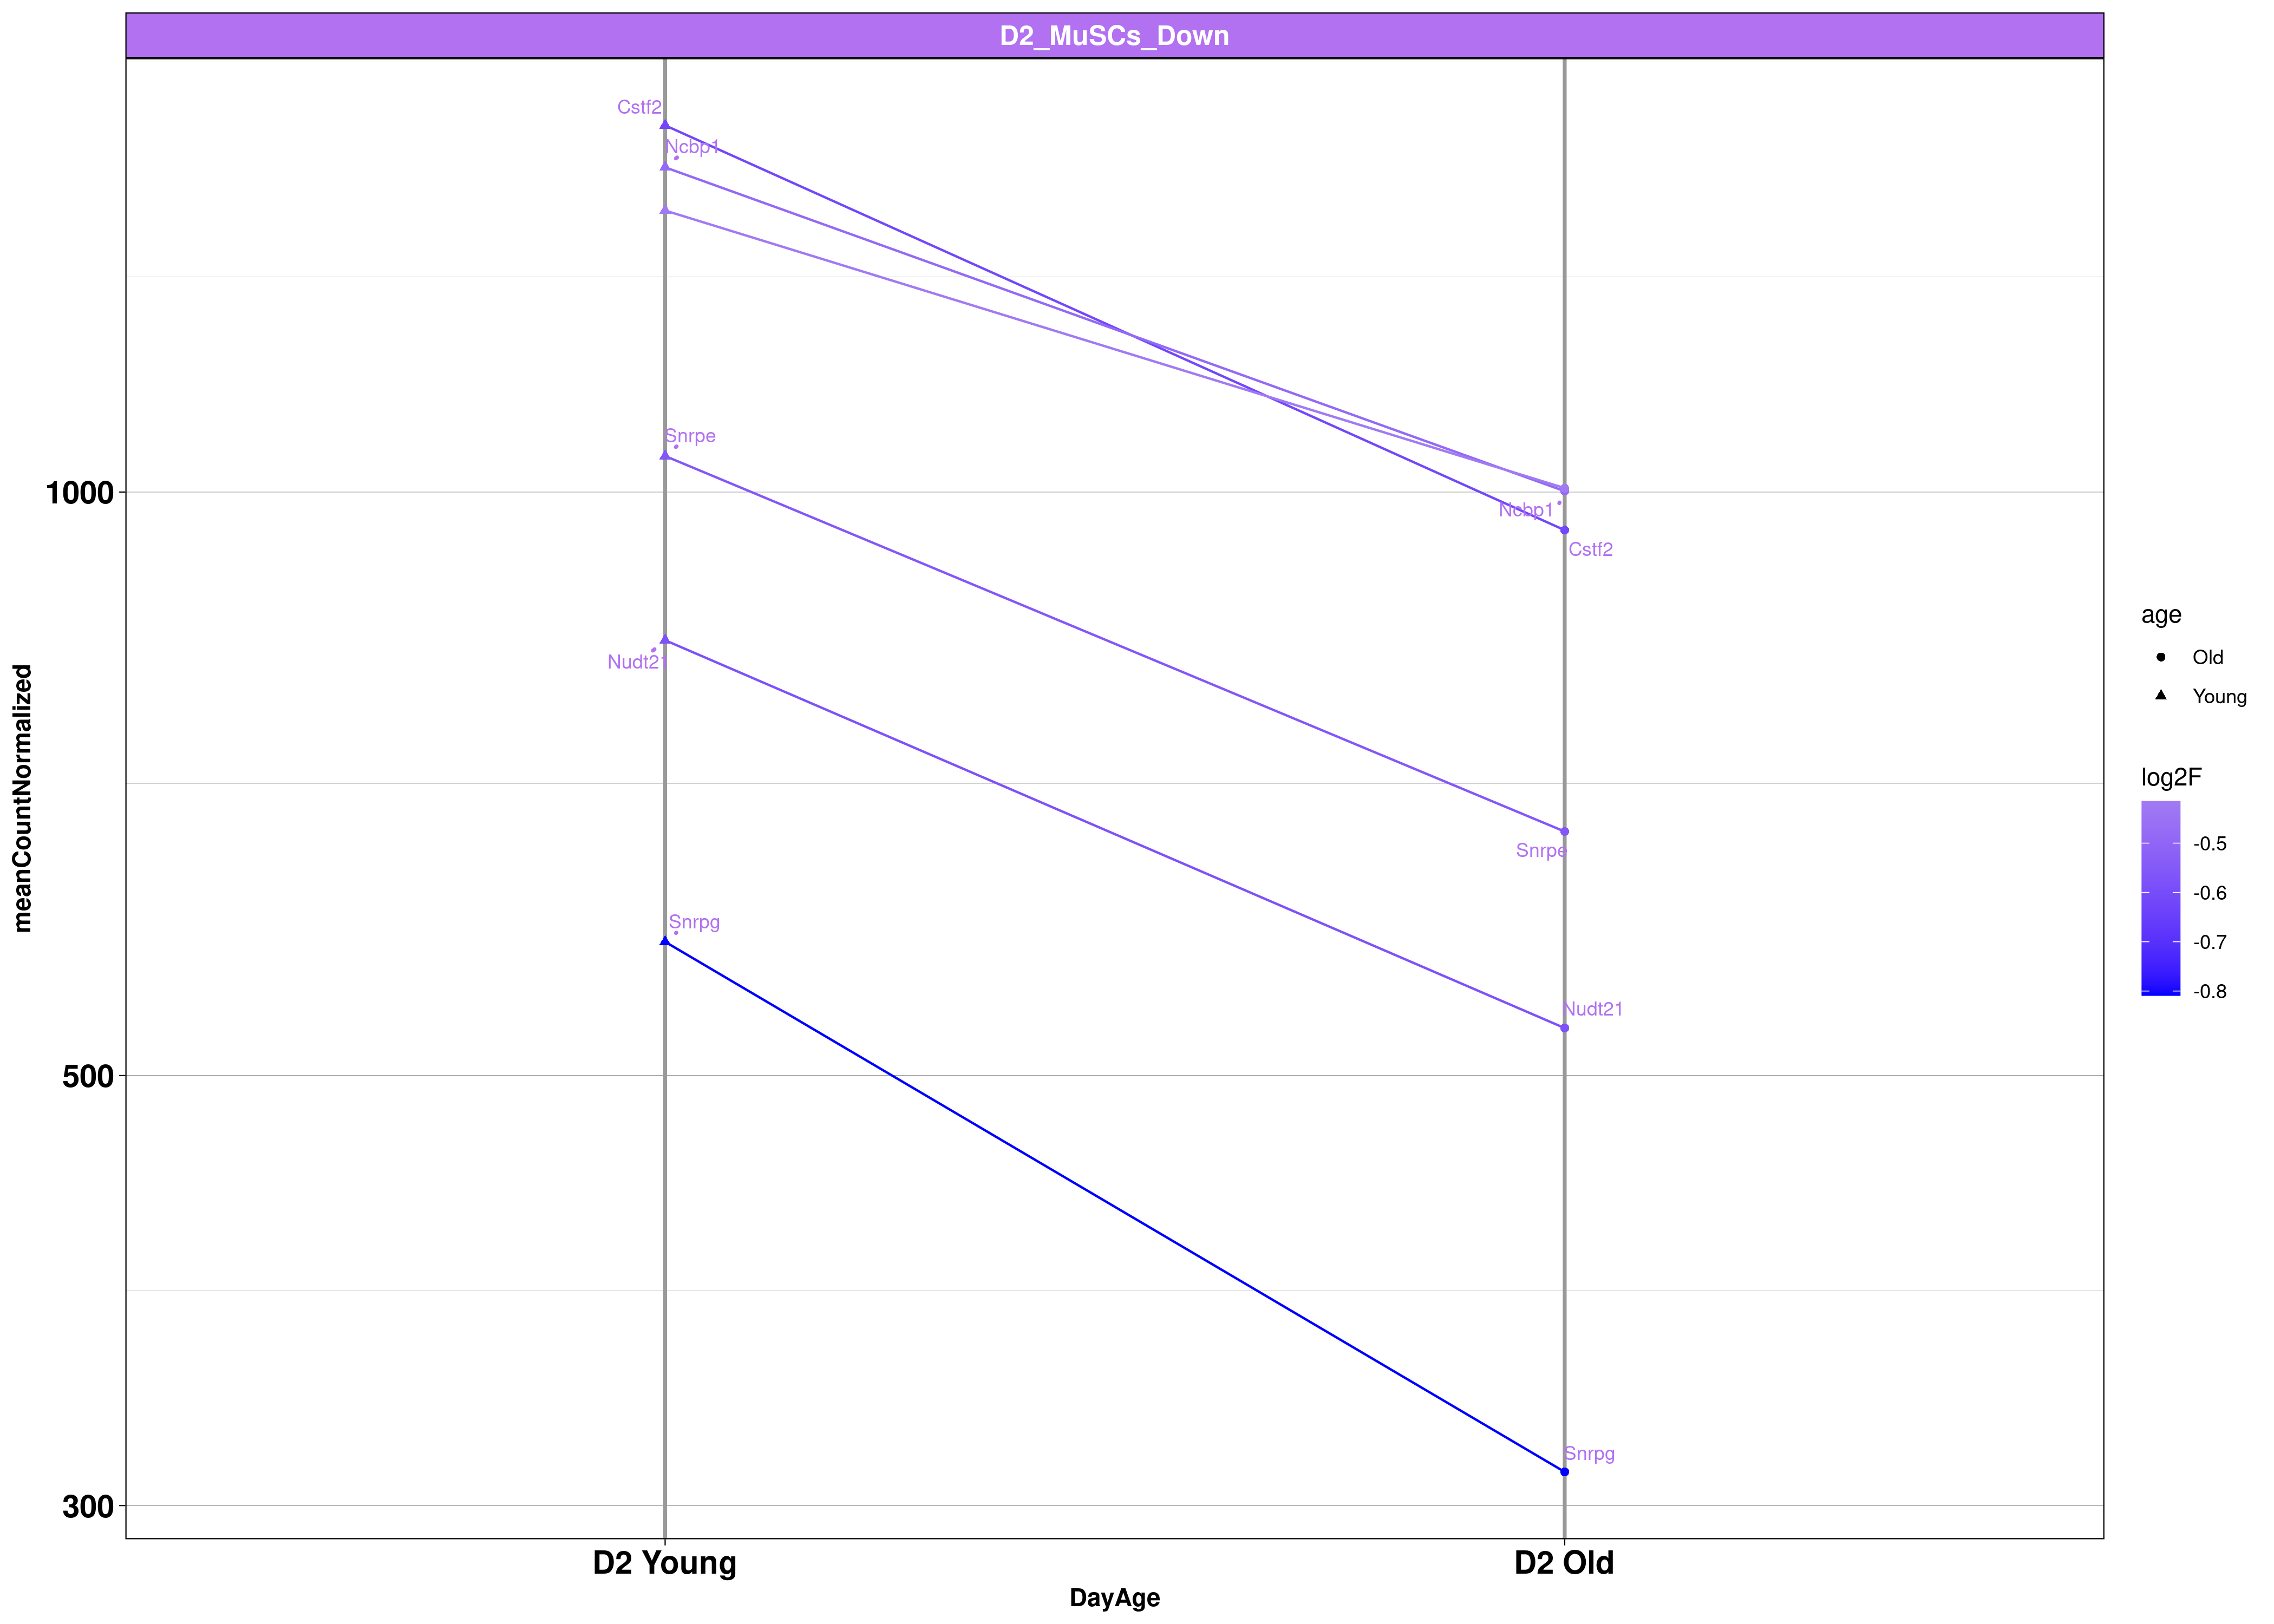 D2_MuSCs_Down
Cstf2
Ncbp1
Snrpe
1000
Ncbp1
Cstf2
Nudt21
Snrpe
Snrpg
Nudt21
500
Snrpg
300
meanCountNormalized
D2 Young
D2 Old
DayAge
age
Old
Young
log2F
-0.5
-0.6
-0.7
-0.8